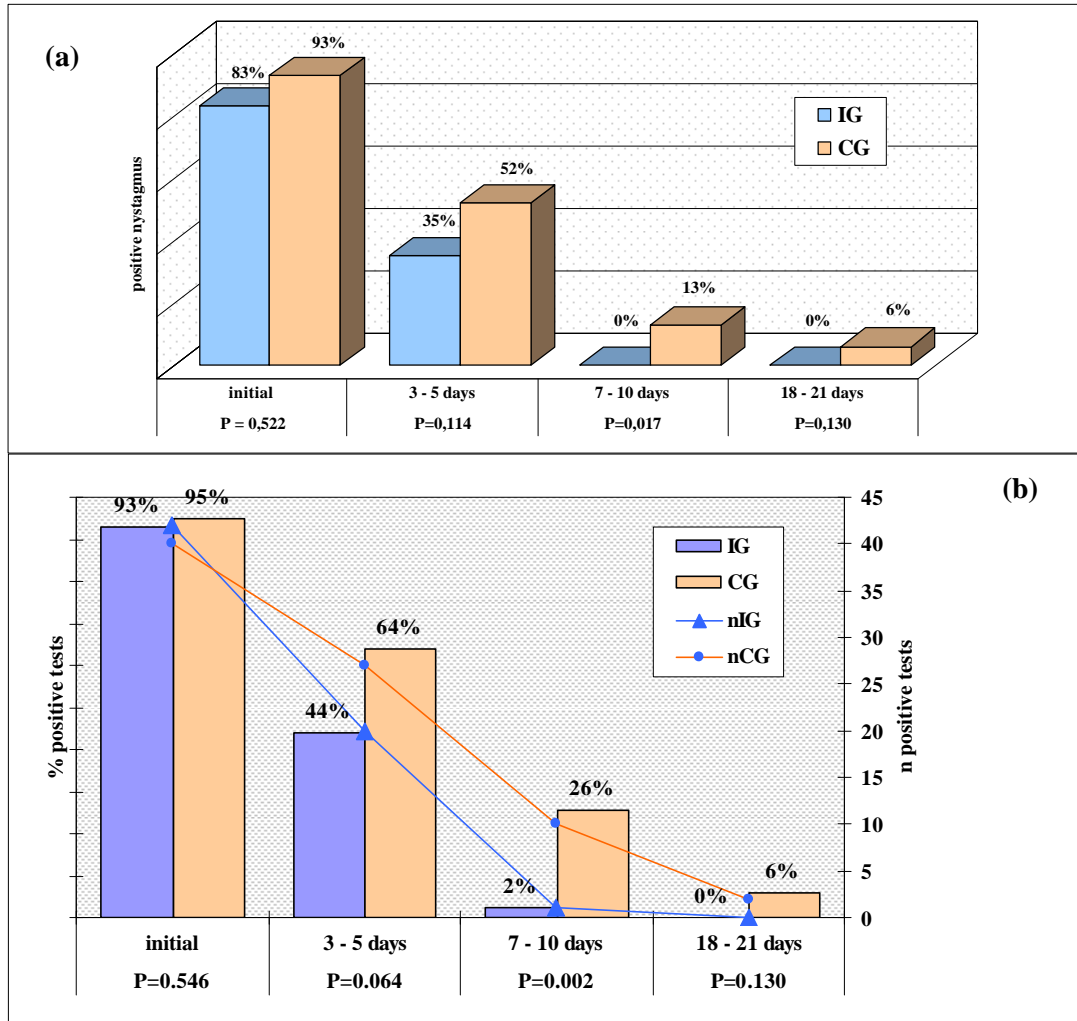 (a)
93%
83%
IG
CG
52%
35%
13%
0%
0%
6%
positive nystagmus
initial
3 - 5 days
7 - 10 days
18 - 21 days
P = 0,522
P=0,114
P=0,017
P=0,130
(b)
93%
95%
45
40
35
30
25
20
15
10
5
0
IG
CG
nIG
nCG
64%
44%
26%
2%
0%
6%
% positive tests
n positive tests
initial
3 - 5 days
7 - 10 days
18 - 21 days
P=0.546
P=0.064
P=0.002
P=0.130